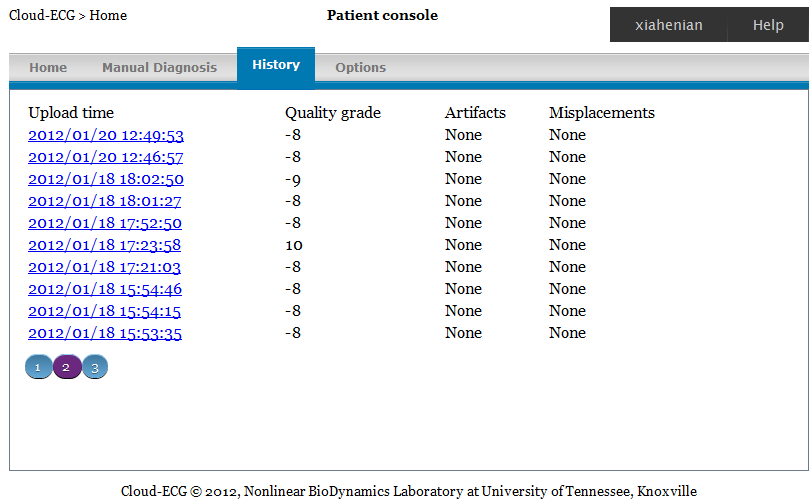 Cloud-ECG > Home Patient console xiahenian Help
Home Manual Diagnosis History Options
Upload time Quality grade Artifacts Misplacements
2012/01/20 12:49:53 -8 None None
2012/01/20 12:46:57 -8 None None
2012/01/18 18:02:50 -9 None None
2012/01/18 18:01:27 -8 None None
2012/01/18 17:52:50 -8 None None
2012/01/18 17:23:58 10 None None
2012/01/18 17:21:03 -8 None None
2012/01/18 15:54:46 -8 None None
2012/01/18 15:54:15 -8 None None
2012/01/18 15:53:35 -8 None None
1 2 3
Cloud-ECG © 2012, Nonlinear BioDynamics Laboratory at University of Tennessee, Knoxville